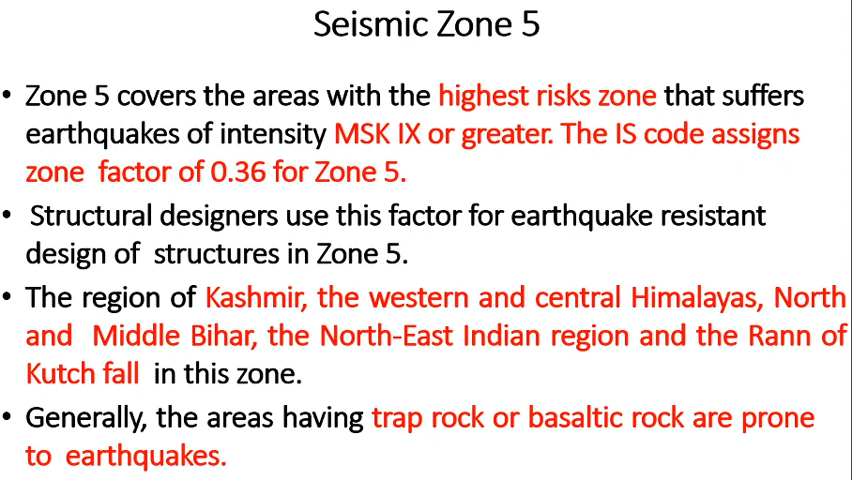 Seismic Zone 5
• Zone 5 covers the areas with the highest risks zone that suffers
earthquakes of intensity MSK IX or greater. The IS code assigns
zone factor of 0.36 for Zone 5.
• Structural designers use this factor for earthquake resistant
design of structures in Zone 5.
• The region of Kashmir, the western and central Himalayas, North
and Middle Bihar, the North-East Indian region and the Rann of
Kutch fall in this zone.
• Generally, the areas having trap rock or basaltic rock are prone
to earthquakes.